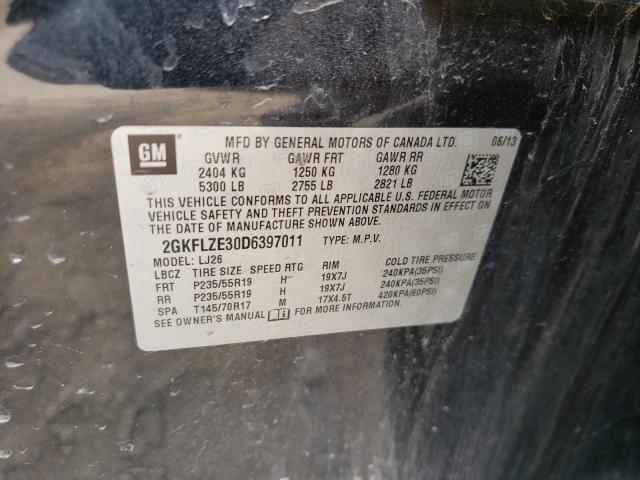 GM
MFD BY GENERAL MOTORS OF CANADA LTD. 06/13
GVWR GAWR FRT GAWR RR
2404 KG 1250 KG 1280 KG
5300 LB 2755 LB 2821 LB
THIS VEHICLE CONFORMS TO ALL APPLICABLE U.S. FEDERAL MOTOR
VEHICLE SAFETY AND THEFT PREVENTION STANDARDS IN EFFECT ON
THE DATE OF MANUFACTURE SHOWN ABOVE.
2GKFLZE30D6397011 TYPE: M.P.V.
MODEL: LJ26
LBCZ TIRE SIZE SPEED RTG RIM COLD TIRE PRESSURE
FRT P235/55R19 H 19X7J 240KPA(35PSI)
RR P235/55R19 H 19X7J 240KPA(35PSI)
SPA T145/70R17 M 17X4.5T 420KPA(60PSI)
SEE OWNER'S MANUAL FOR MORE INFORMATION.